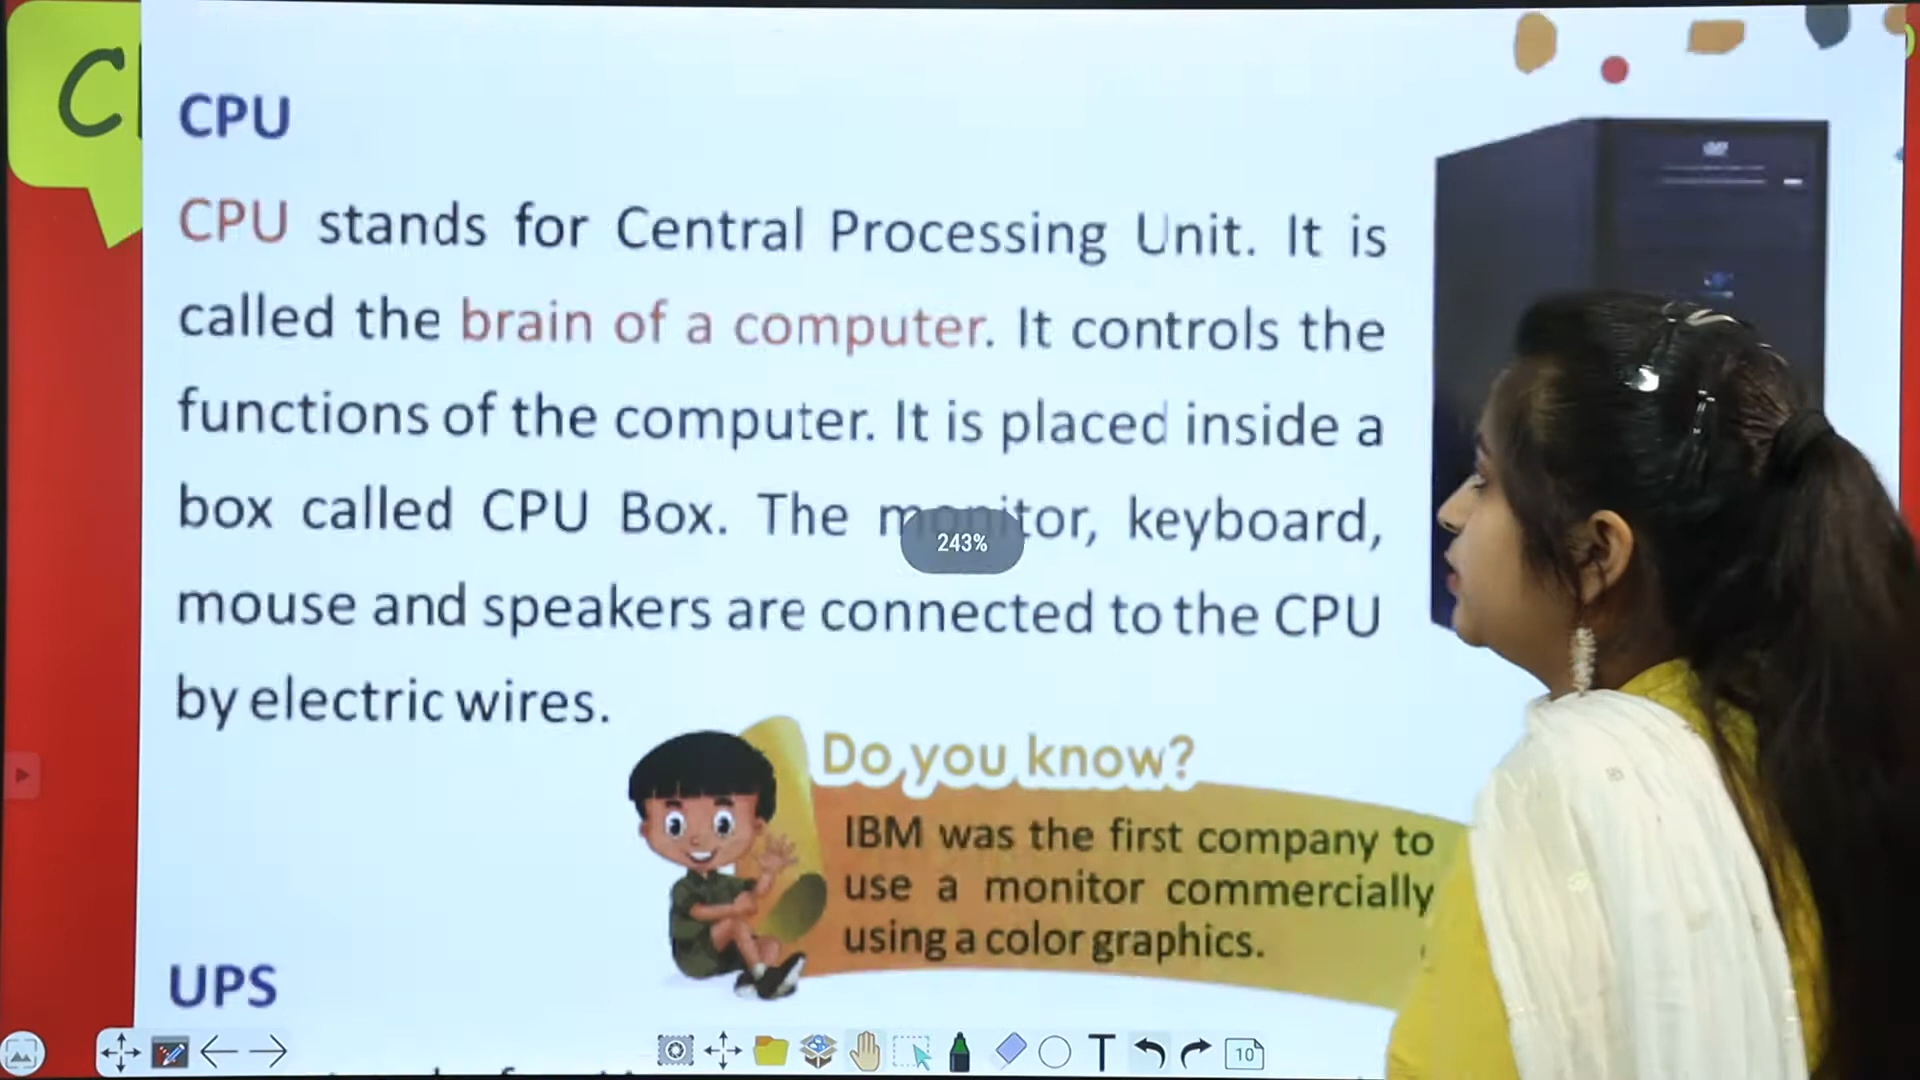 C
CPU
CPU stands for Central Processing Unit. It is
called the brain of a computer. It controls the
functions of the computer. It is placed inside a
box called CPU Box. The monitor, keyboard,
243%
mouse and speakers are connected to the CPU
by electric wires.
Do you know?
IBM was the first company to
use a monitor commercially
using a color graphics.
UPS
T
10